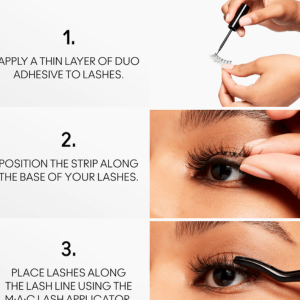 1.
APPLY A THIN LAYER OF DUO
ADHESIVE TO LASHES.
2.
POSITION THE STRIP ALONG
THE BASE OF YOUR LASHES.
3.
PLACE LASHES ALONG
THE LASH LINE USING THE
M·A·C LASH APPLICATOR